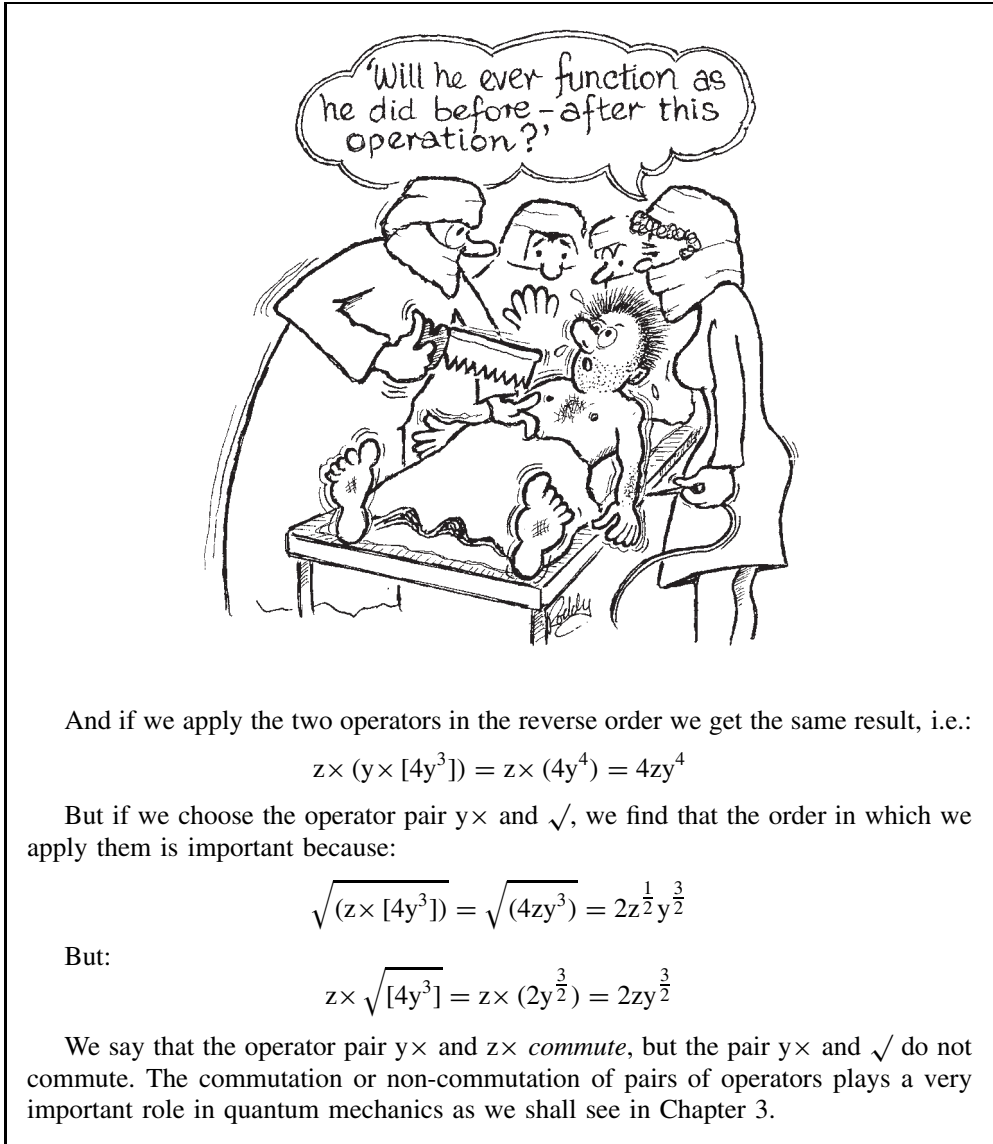 'Will he ever function as
he did before - after this
operation?'
Roddy
And if we apply the two operators in the reverse order we get the same result, i.e.:
z× (y× [4y³]) = z× (4y⁴) = 4zy⁴
But if we choose the operator pair y× and √, we find that the order in which we
apply them is important because:
√(z× [4y³]) = √(4zy³) = 2z^½y^(3/2)
But:
z× √[4y³] = z× (2y^(3/2)) = 2zy^(3/2)
We say that the operator pair y× and z× commute, but the pair y× and √ do not
commute. The commutation or non-commutation of pairs of operators plays a very
important role in quantum mechanics as we shall see in Chapter 3.